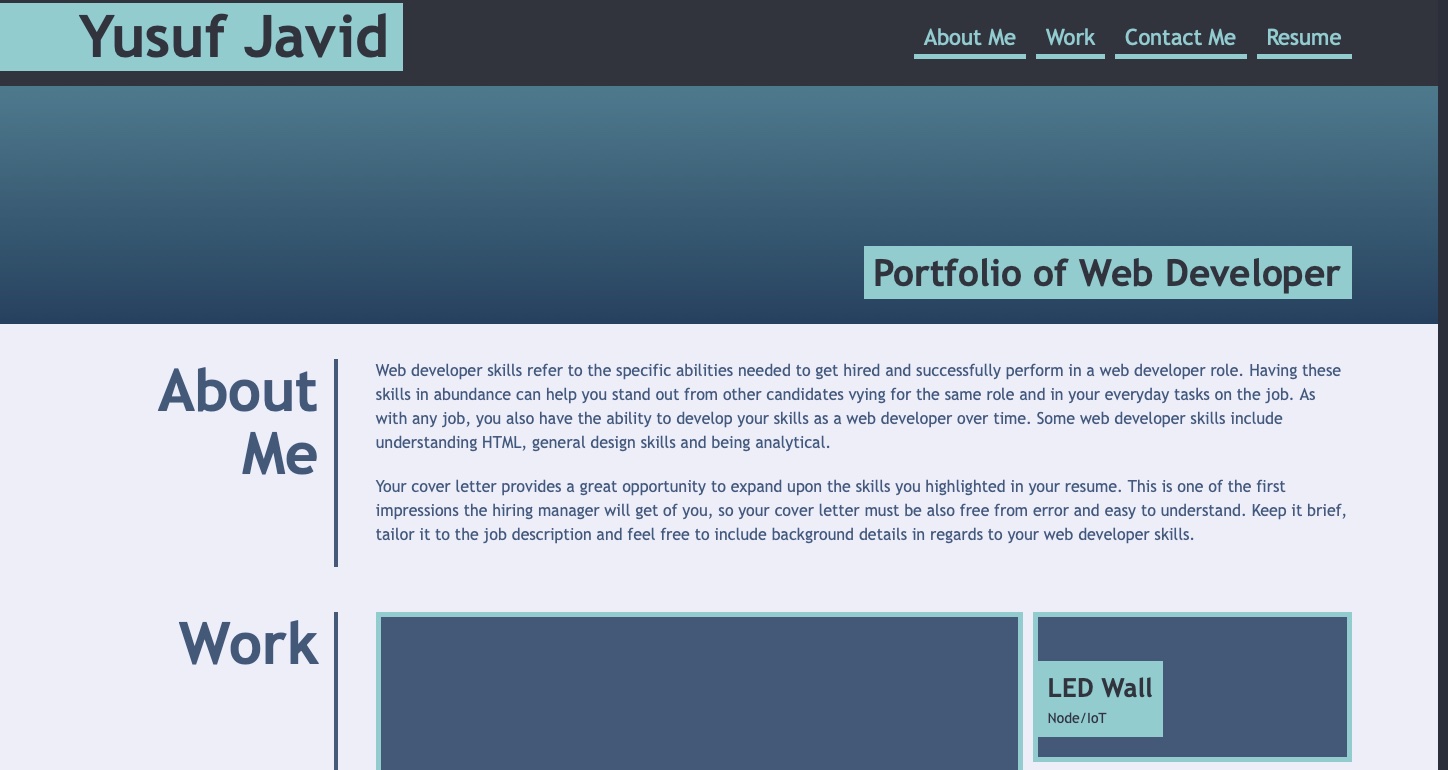 Yusuf Javid
About Me
Work
Contact Me
Resume
Portfolio of Web Developer
About
Me
Web developer skills refer to the specific abilities needed to get hired and successfully perform in a web developer role. Having these
skills in abundance can help you stand out from other candidates vying for the same role and in your everyday tasks on the job. As
with any job, you also have the ability to develop your skills as a web developer over time. Some web developer skills include
understanding HTML, general design skills and being analytical.
Your cover letter provides a great opportunity to expand upon the skills you highlighted in your resume. This is one of the first
impressions the hiring manager will get of you, so your cover letter must be also free from error and easy to understand. Keep it brief,
tailor it to the job description and feel free to include background details in regards to your web developer skills.
Work
LED Wall
Node/IoT